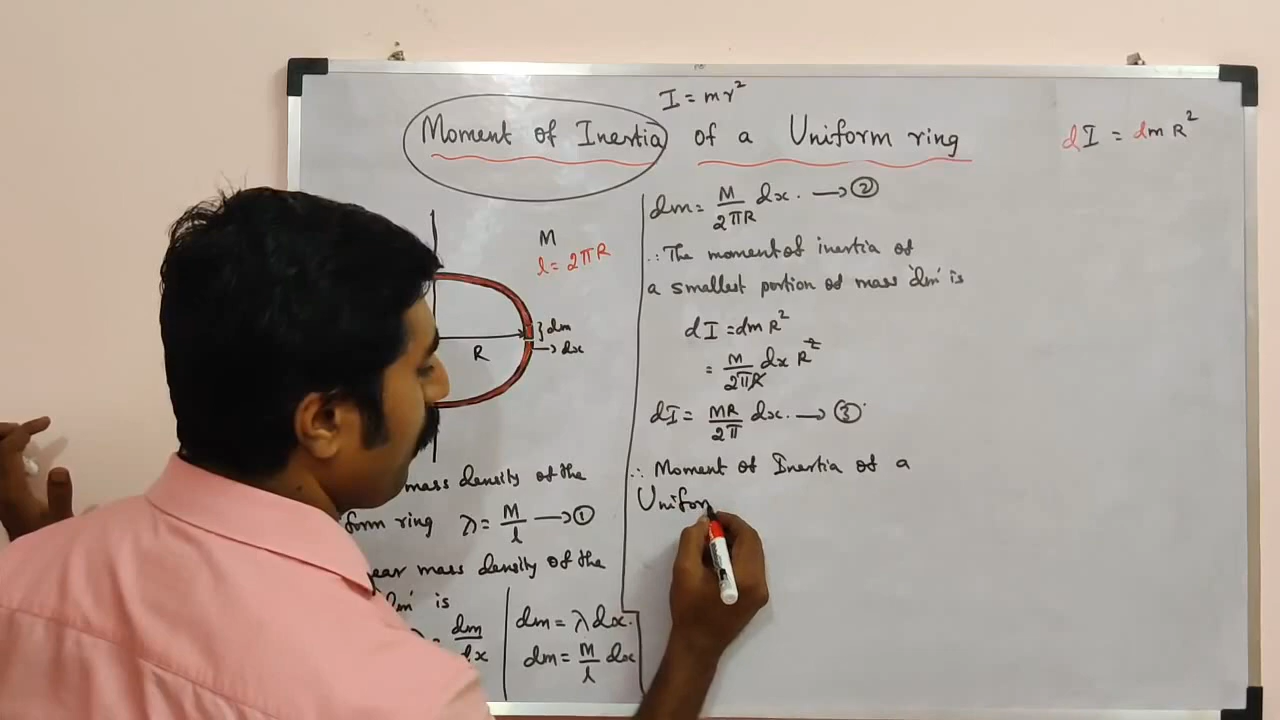 I = mr²
Moment of Inertia of a Uniform ring
dI = dm R²
M
l = 2πR
dm
dx
R
mass density of the
form ring λ = M/l → ①
ear mass density of the
dm' is
dm/dx
dm = λ dx.
dm = M/l dx
dm = M/2πR dx. → ②
∴ The moment of inertia of
a smallest portion of mass 'dm' is
dI = dm R²
= M/2πR dx R²
dI = MR/2π dx. → ③
∴ Moment of Inertia of a
Unifor